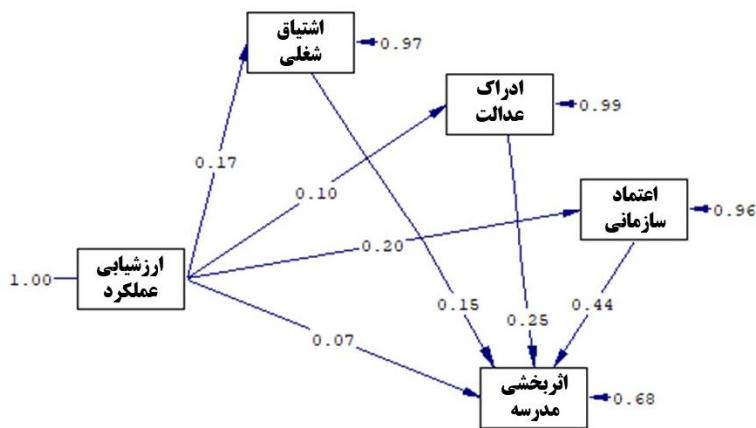 اشتیاق
شغلی
0.97
ادراک
عدالت
0.99
0.17
0.10
اعتماد
سازمانی
0.96
0.20
ارزشیابی
عملکرد
1.00
0.15
0.25
0.44
0.07
اثربخشی
مدرسه
0.68